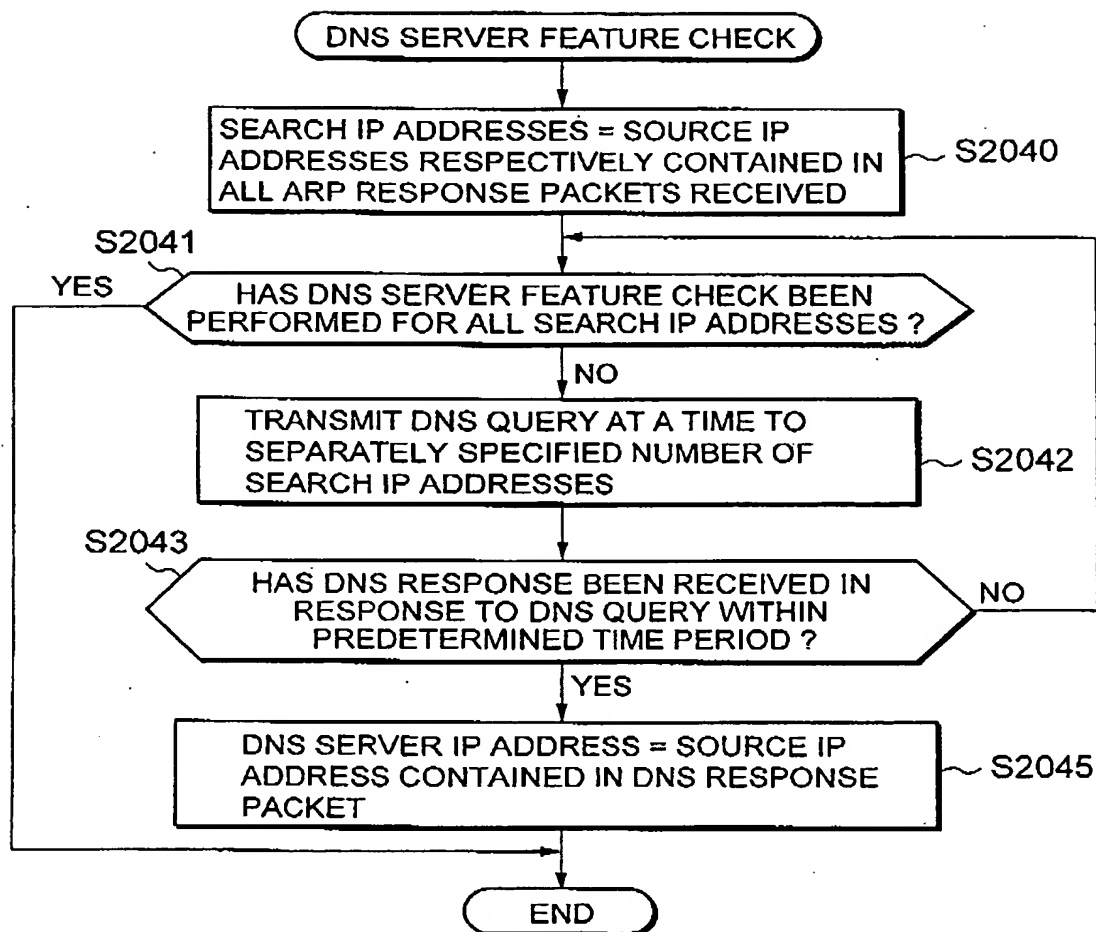 DNS SERVER FEATURE CHECK
SEARCH IP ADDRESSES = SOURCE IP
ADDRESSES RESPECTIVELY CONTAINED IN
ALL ARP RESPONSE PACKETS RECEIVED
S2040
S2041
YES
HAS DNS SERVER FEATURE CHECK BEEN
PERFORMED FOR ALL SEARCH IP ADDRESSES ?
NO
TRANSMIT DNS QUERY AT A TIME TO
SEPARATELY SPECIFIED NUMBER OF
SEARCH IP ADDRESSES
S2042
S2043
HAS DNS RESPONSE BEEN RECEIVED IN
RESPONSE TO DNS QUERY WITHIN
PREDETERMINED TIME PERIOD ?
NO
YES
DNS SERVER IP ADDRESS = SOURCE IP
ADDRESS CONTAINED IN DNS RESPONSE
PACKET
S2045
END